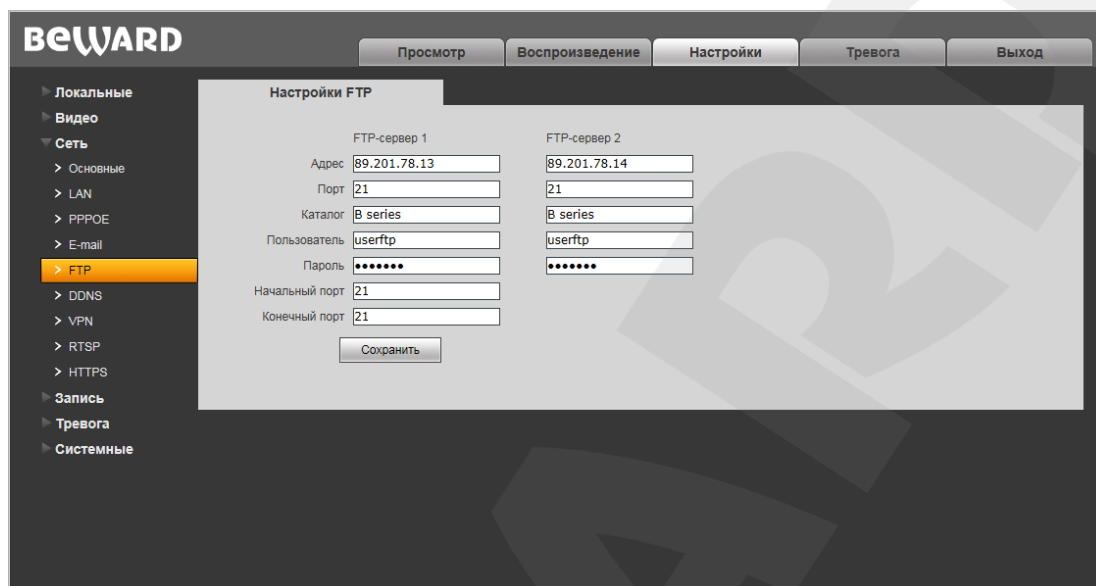 BEWARD
Просмотр Воспроизведение Настройки Тревога Выход
Локальные
Видео
Сеть
> Основные
> LAN
> PPPOE
> E-mail
> FTP
> DDNS
> VPN
> RTSP
> HTTPS
Запись
Тревога
Системные
Настройки FTP
FTP-сервер 1 FTP-сервер 2
Адрес 89.201.78.13 89.201.78.14
Порт 21 21
Каталог B series B series
Пользователь userftp userftp
Пароль ••••••• •••••••
Начальный порт 21
Конечный порт 21
Сохранить